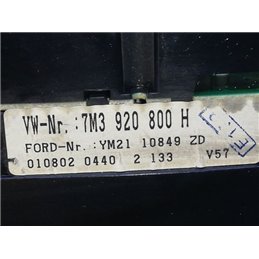 VW-Nr. :7M3 920 800 H
FORD-Nr. :YM21 10849 ZD
010802 0440 2 133 V57